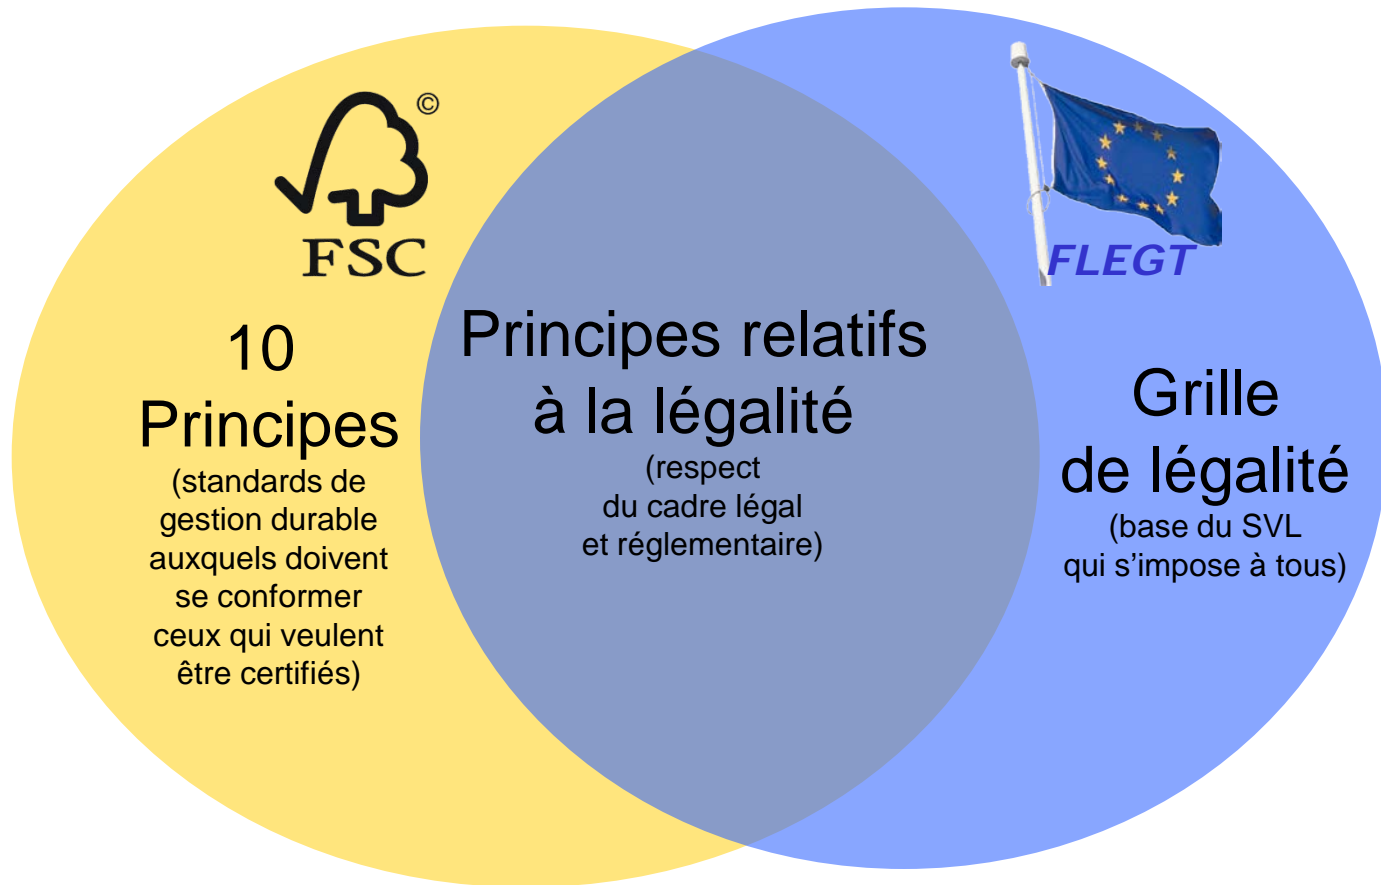 ©
FSC
10
Principes
(standards de
gestion durable
auxquels doivent
se conformer
ceux qui veulent
être certifiés)
Principes relatifs
à la légalité
(respect
du cadre légal
et réglementaire)
FLEGT
Grille
de légalité
(base du SVL
qui s’impose à tous)